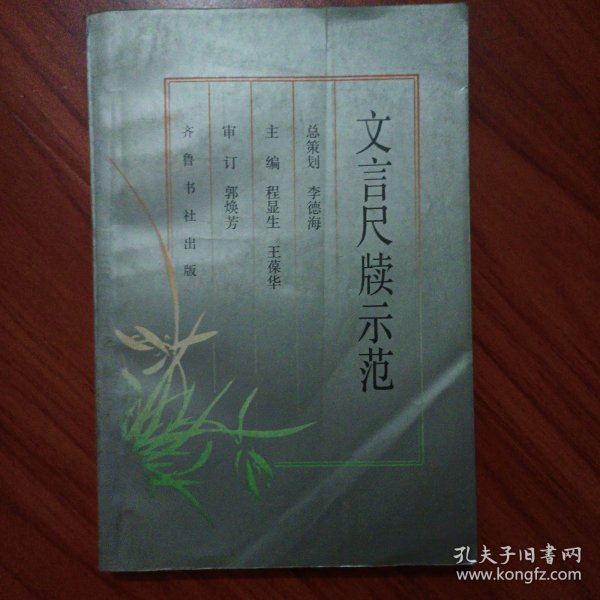 文言尺牍示范
总策划 李德海
主编 程显生 王葆华
审订 郭焕芳
齐鲁书社出版
孔夫子旧书网
www.kongfz.com